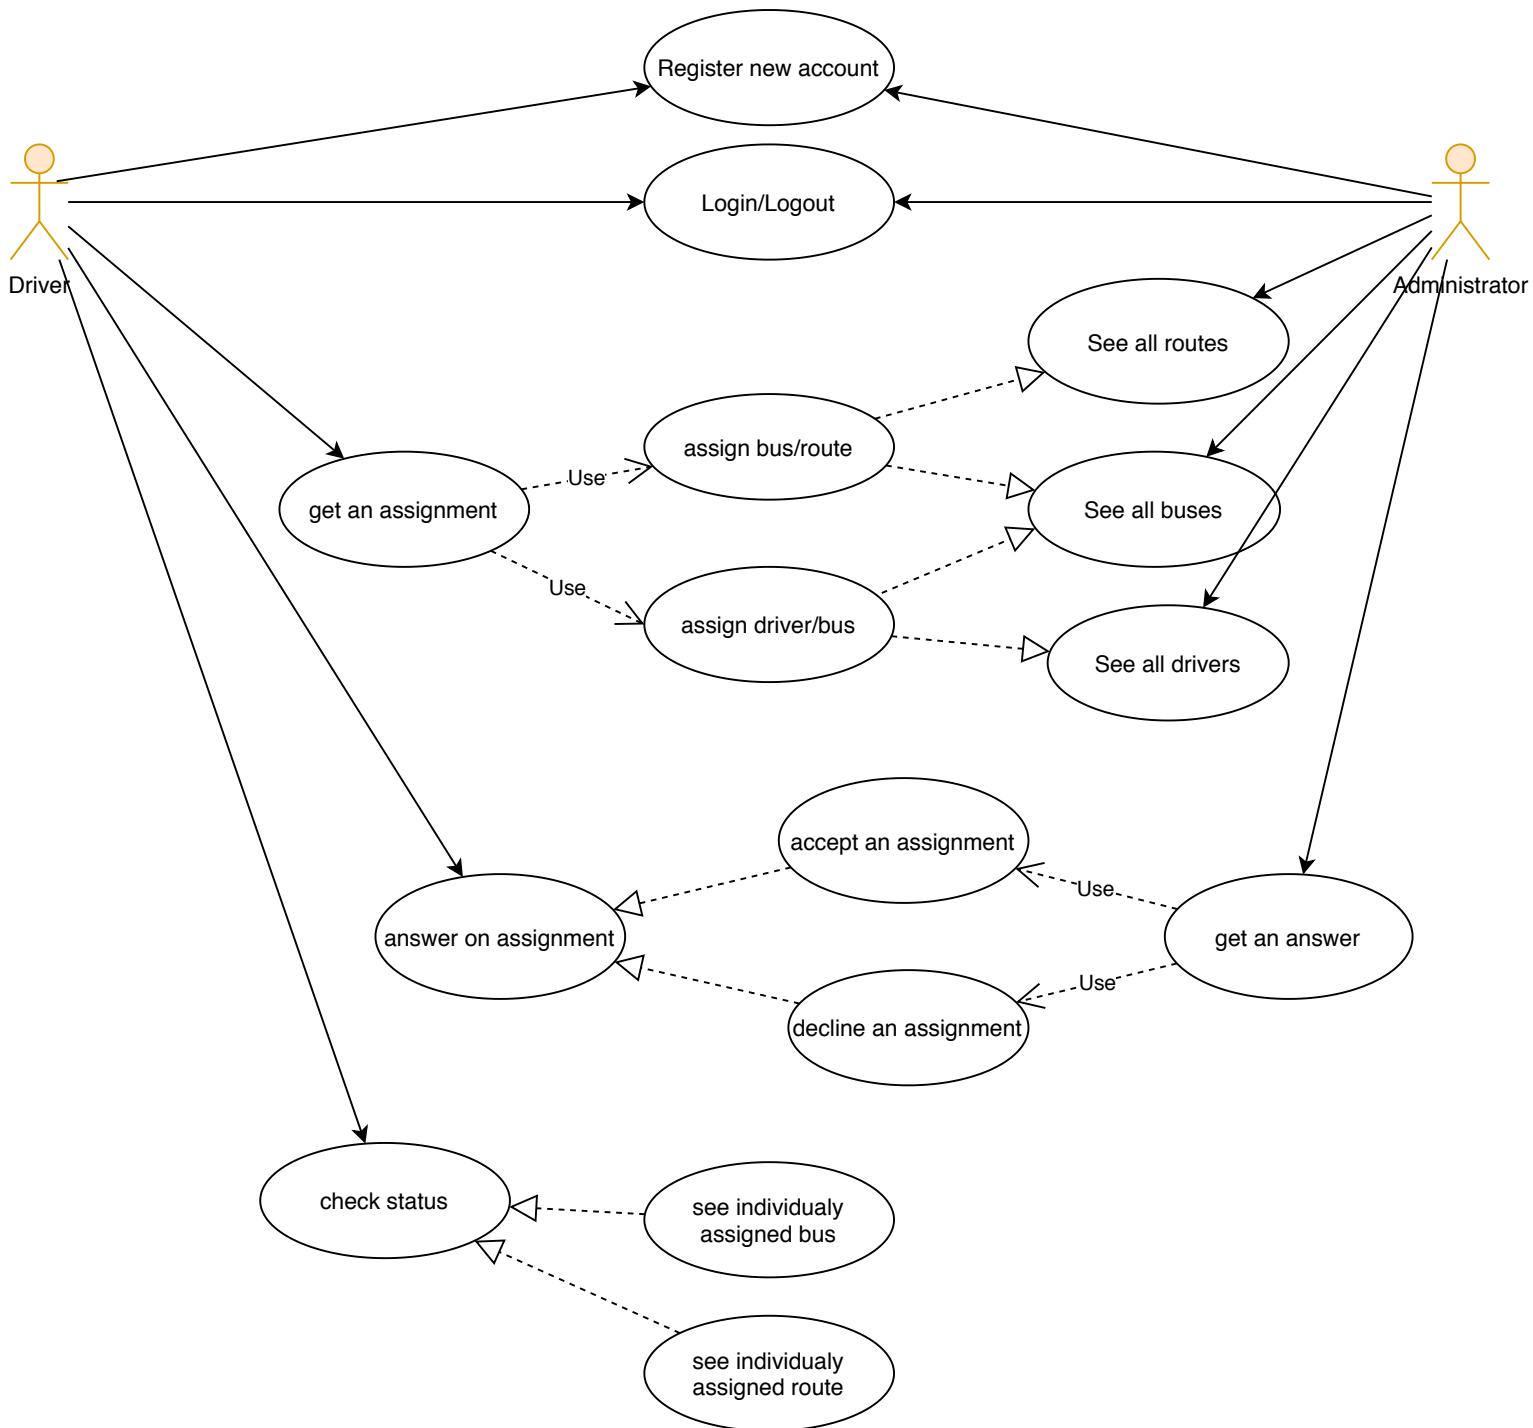 Register new account
Login/Logout
Driver
Administrator
See all routes
assign bus/route
Use
get an assignment
See all buses
Use
assign driver/bus
See all drivers
accept an assignment
Use
answer on assignment
get an answer
Use
decline an assignment
check status
see individualy
assigned bus
see individualy
assigned route